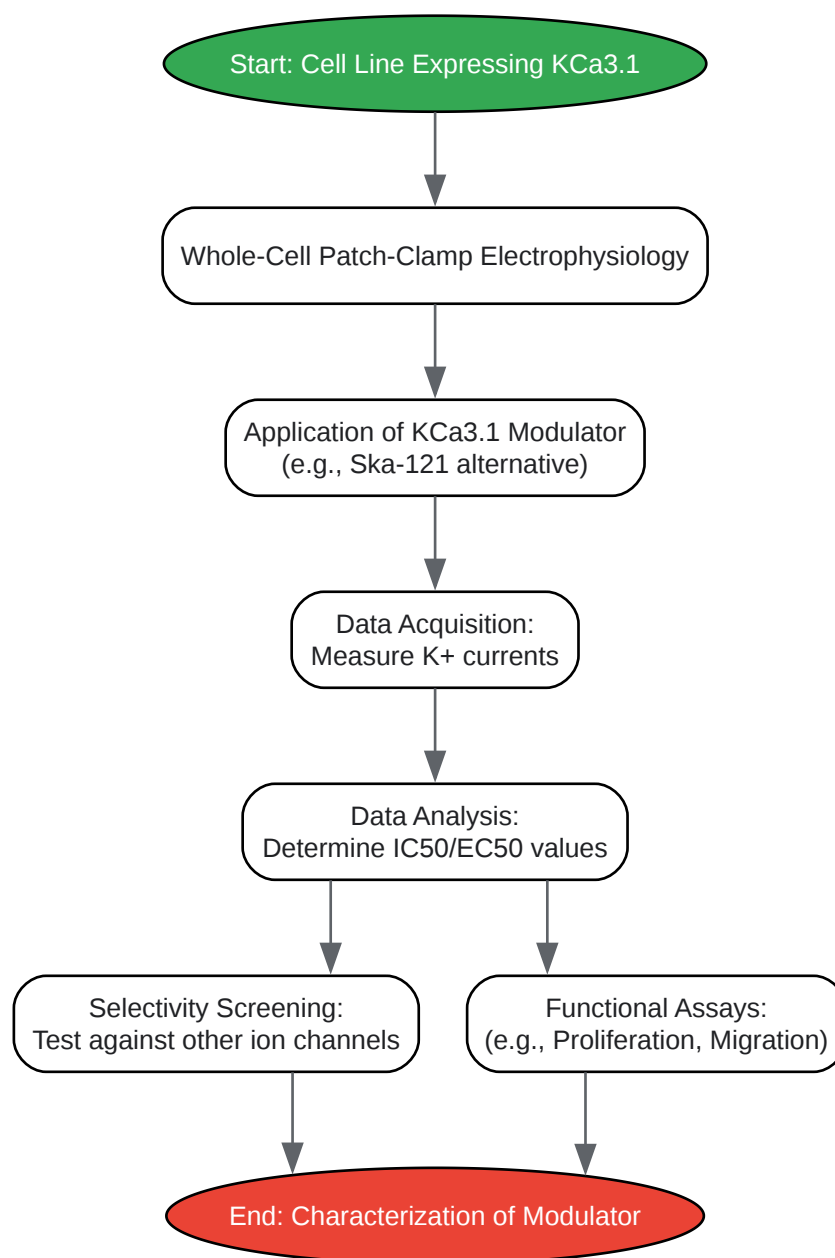 Start: Cell Line Expressing KCa3.1
Whole-Cell Patch-Clamp Electrophysiology
Application of KCa3.1 Modulator
(e.g., Ska-121 alternative)
Data Acquisition:
Measure K+ currents
Data Analysis:
Determine IC50/EC50 values
Selectivity Screening:
Test against other ion channels
Functional Assays:
(e.g., Proliferation, Migration)
End: Characterization of Modulator